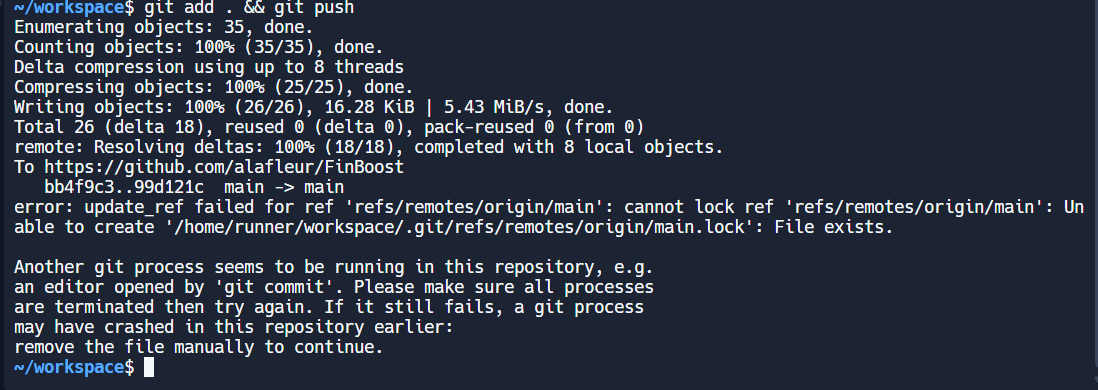 ~/workspace$ git add . && git push
Enumerating objects: 35, done.
Counting objects: 100% (35/35), done.
Delta compression using up to 8 threads
Compressing objects: 100% (25/25), done.
Writing objects: 100% (26/26), 16.28 KiB | 5.43 MiB/s, done.
Total 26 (delta 18), reused 0 (delta 0), pack-reused 0 (from 0)
remote: Resolving deltas: 100% (18/18), completed with 8 local objects.
To https://github.com/alafleur/FinBoost
   bb4f9c3..99d121c  main -> main
error: update_ref failed for ref 'refs/remotes/origin/main': cannot lock ref 'refs/remotes/origin/main': Un
able to create '/home/runner/workspace/.git/refs/remotes/origin/main.lock': File exists.

Another git process seems to be running in this repository, e.g.
an editor opened by 'git commit'. Please make sure all processes
are terminated then try again. If it still fails, a git process
may have crashed in this repository earlier:
remove the file manually to continue.
~/workspace$